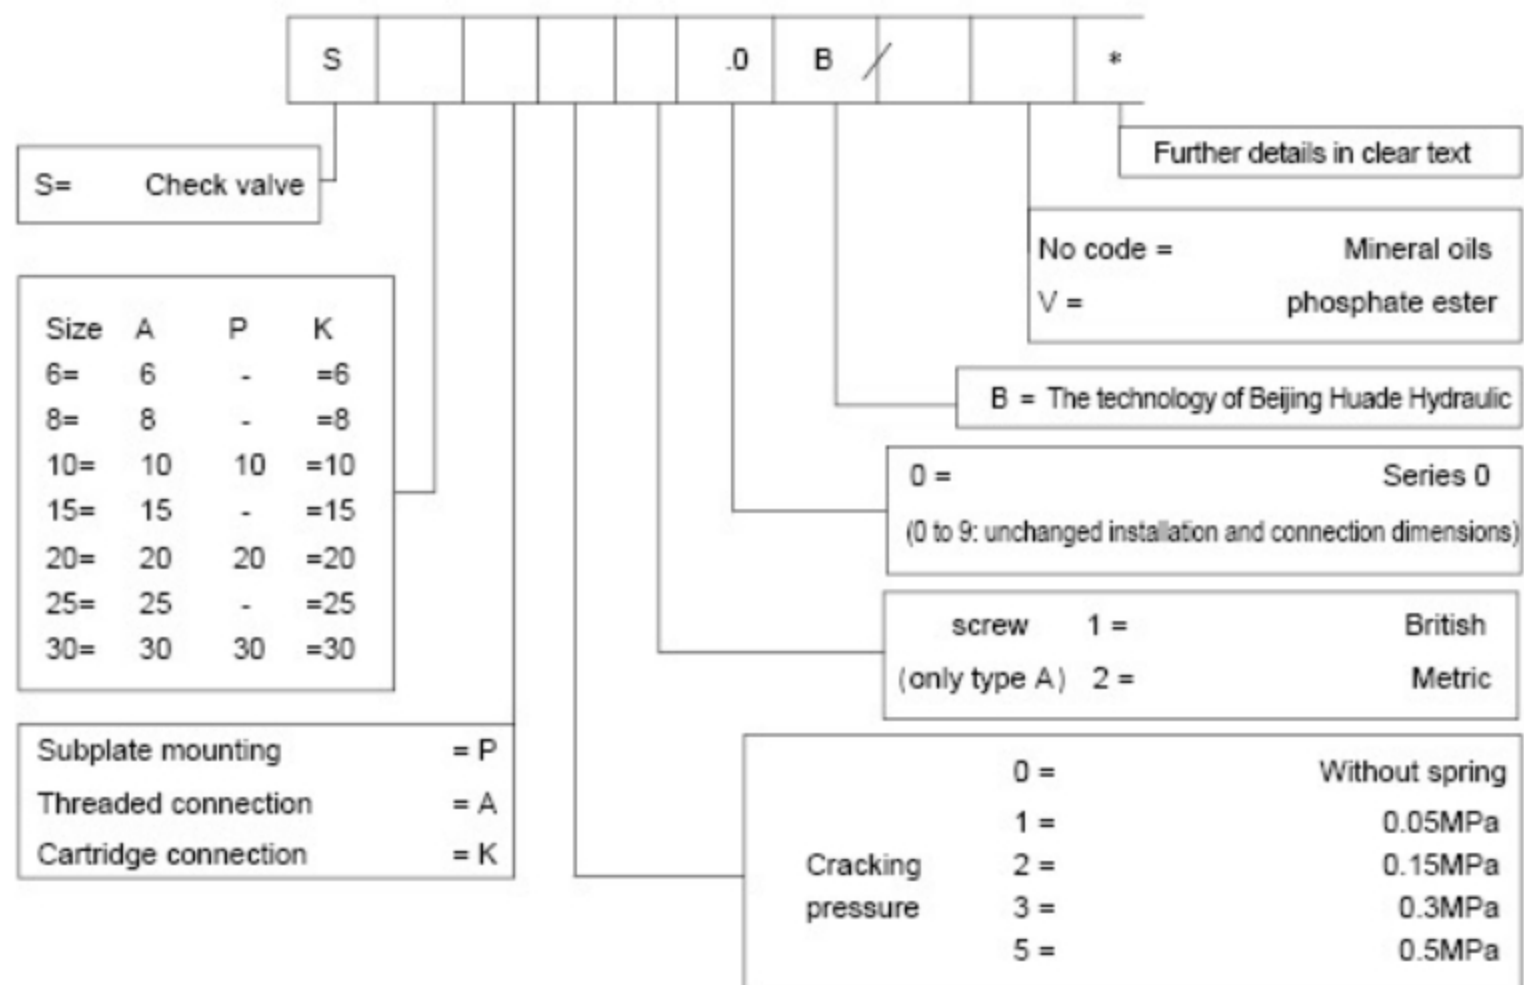 S .0 B / *
Further details in clear text
S= Check valve
No code = Mineral oils
V = phosphate ester
Size A P K
6= 6 - =6
8= 8 - =8
10= 10 10 =10
15= 15 - =15
20= 20 20 =20
25= 25 - =25
30= 30 30 =30
B = The technology of Beijing Huade Hydraulic
0 = Series 0
(0 to 9: unchanged installation and connection dimensions)
screw 1 = British
(only type A) 2 = Metric
Subplate mounting = P
Threaded connection = A
Cartridge connection = K
0 = Without spring
1 = 0.05MPa
Cracking 2 = 0.15MPa
pressure 3 = 0.3MPa
5 = 0.5MPa